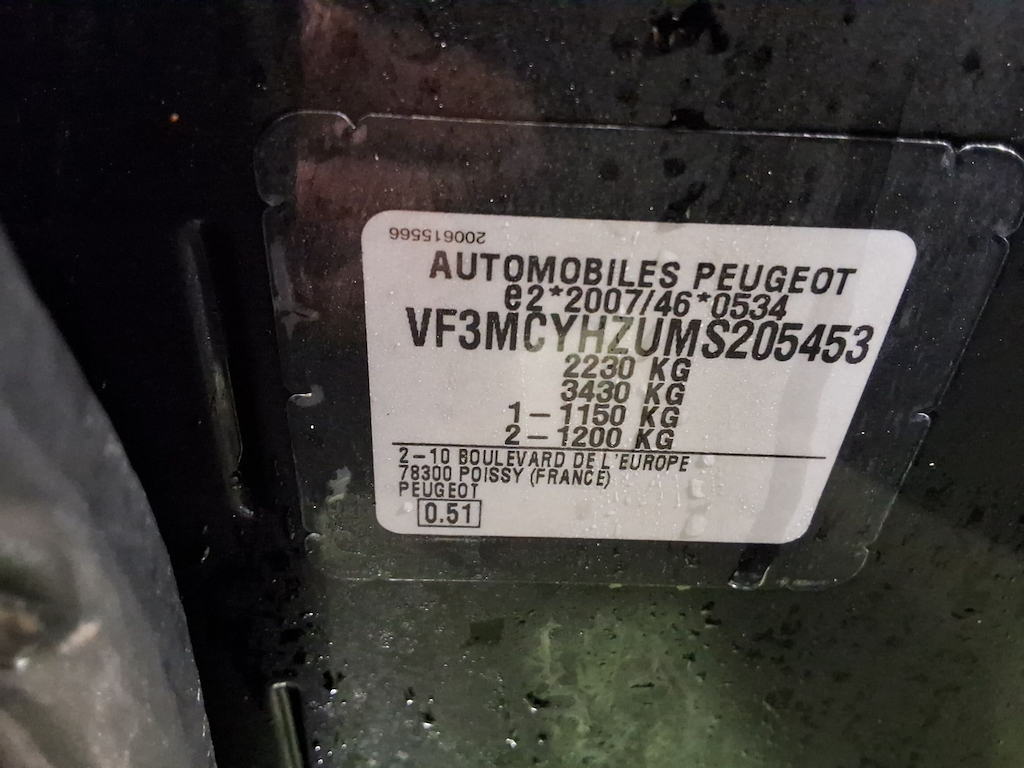 200615566
AUTOMOBILES PEUGEOT
e2*2007/46*0534
VF3MCYHZUMS205453
2230 KG
3430 KG
1-1150 KG
2-1200 KG
2-10 BOULEVARD DE L'EUROPE
78300 POISSY (FRANCE)
PEUGEOT
0.51